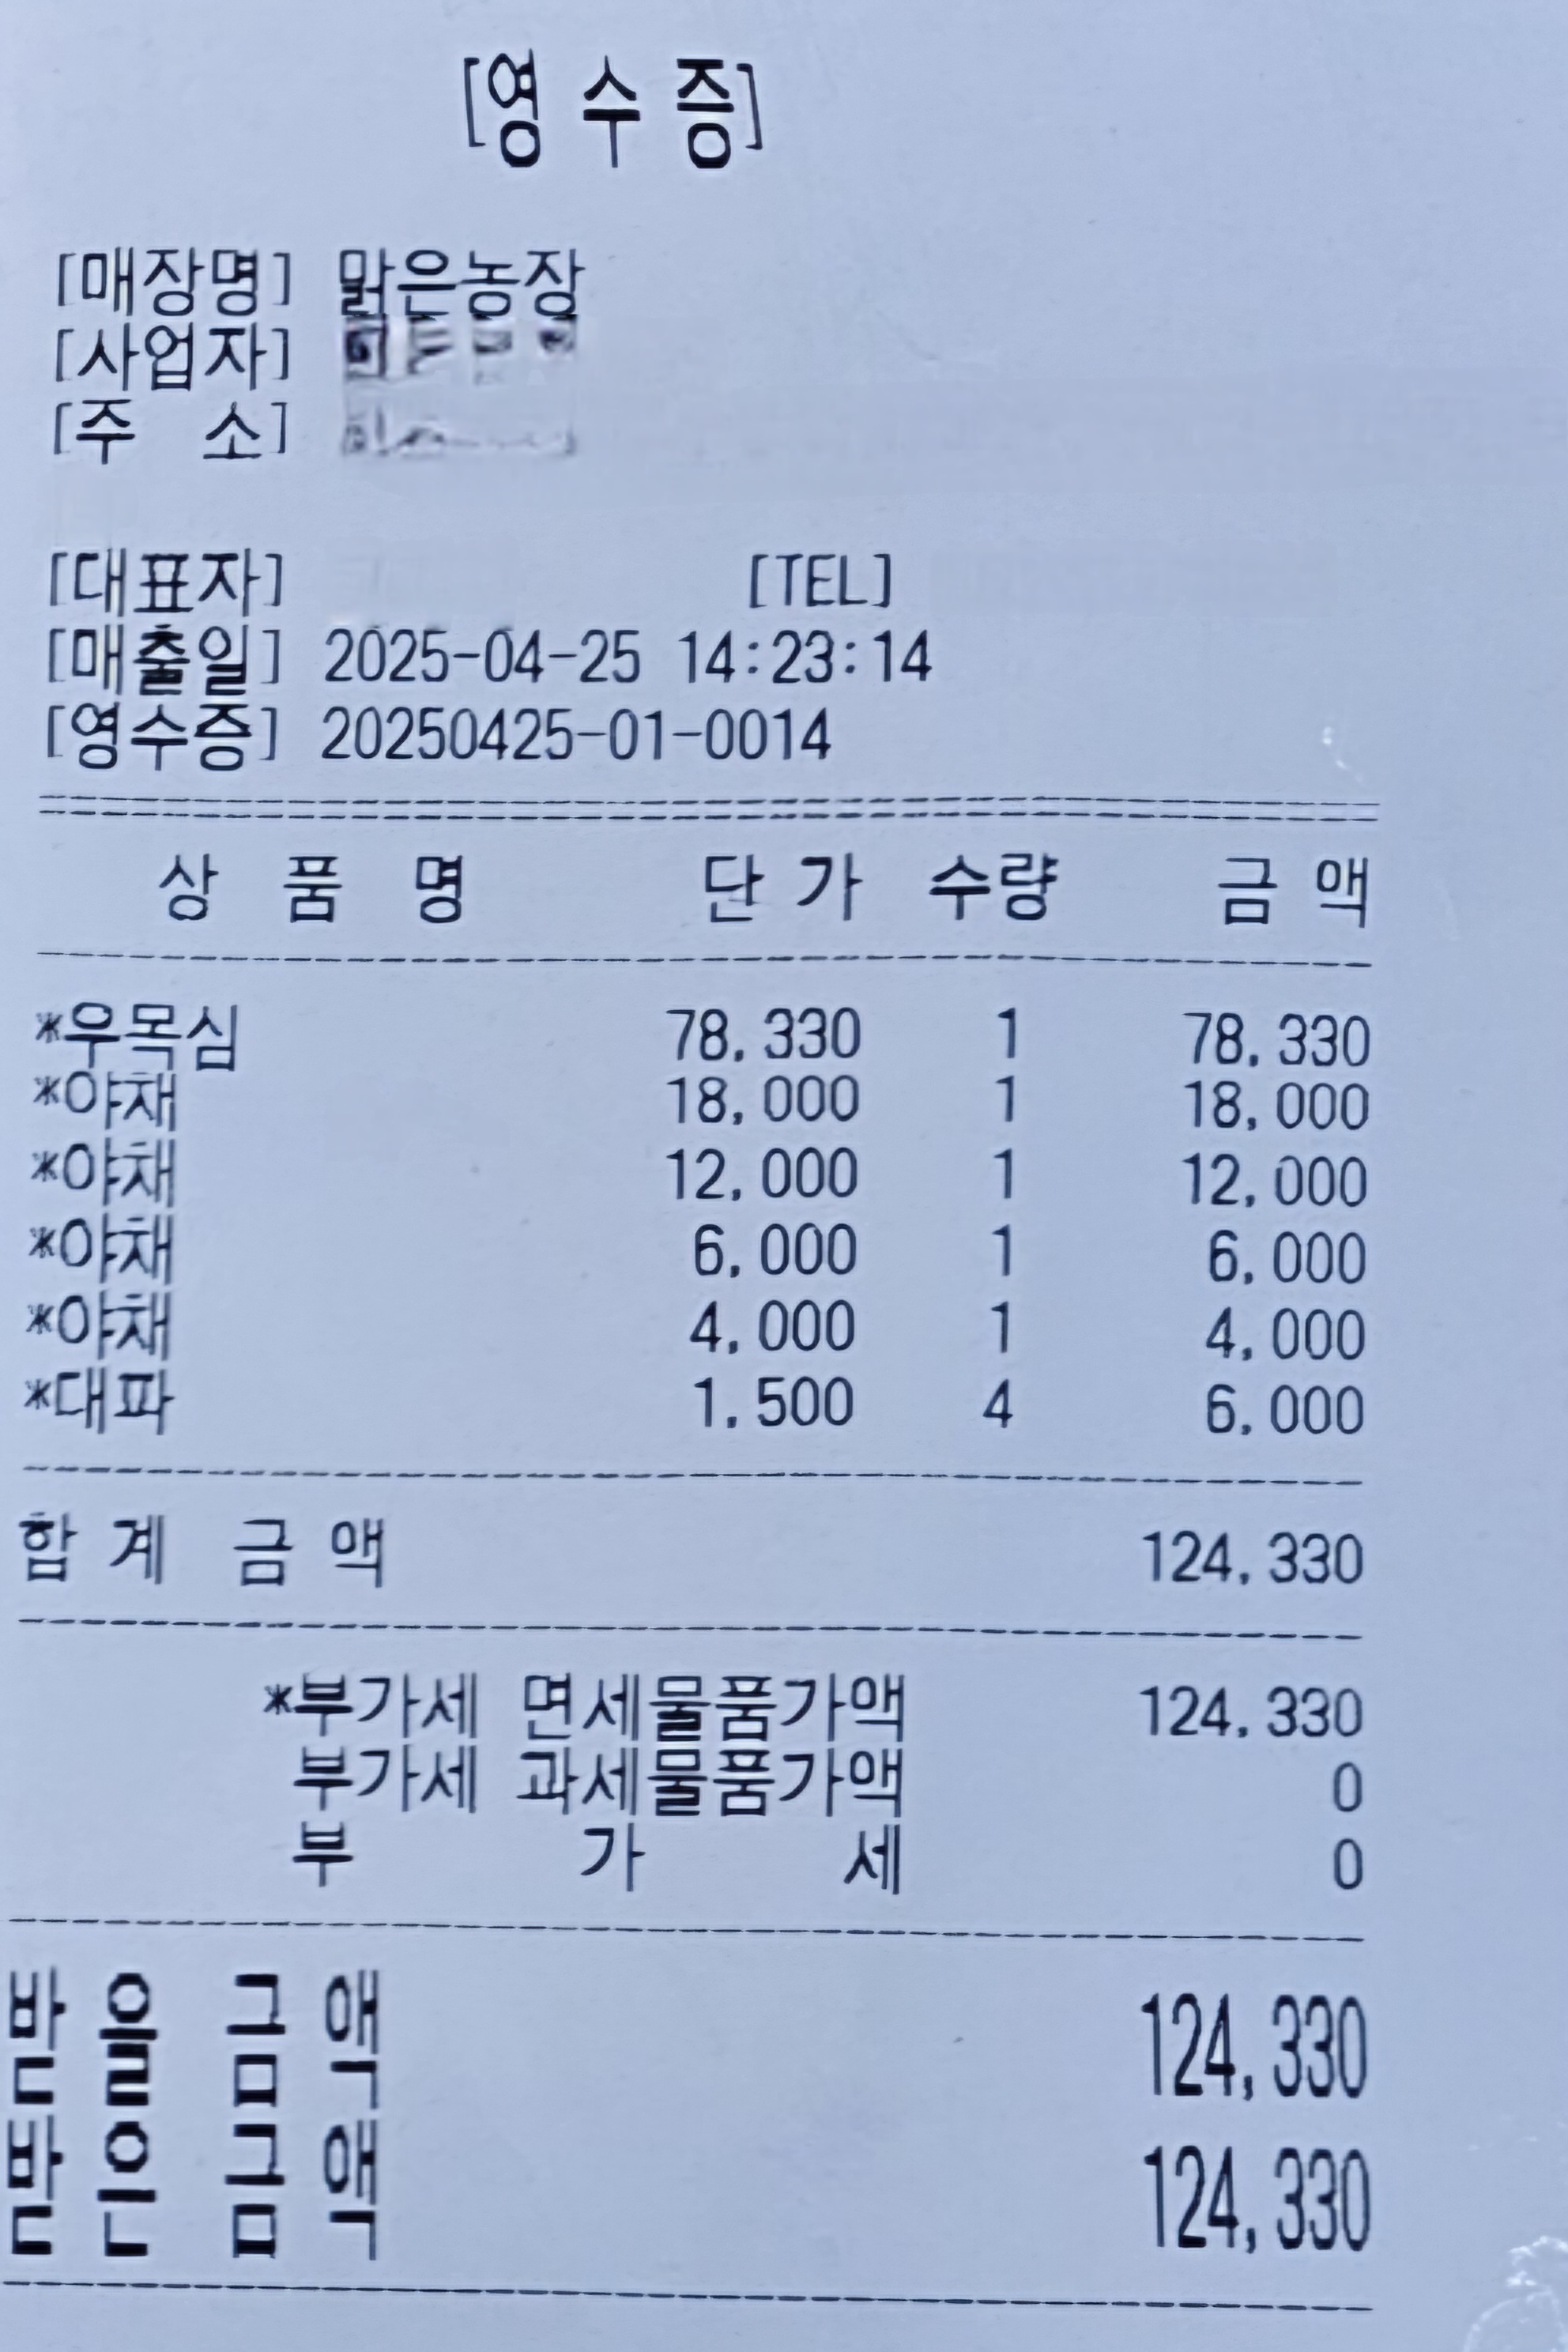 [영 수 증]
[매장명] 맑은농장
[사업자]
[주 소]
[대표자] [TEL]
[매출일] 2025-04-25 14:23:14
[영수증] 20250425-01-0014
상 품 명 단 가 수량 금 액
*우목심 78,330 1 78,330
*야채 18,000 1 18,000
*야채 12,000 1 12,000
*야채 6,000 1 6,000
*야채 4,000 1 4,000
*대파 1,500 4 6,000
합 계 금 액 124,330
*부가세 면세물품가액 124,330
부가세 과세물품가액 0
부 가 세 0
받 을 금 액 124,330
받 은 금 액 124,330